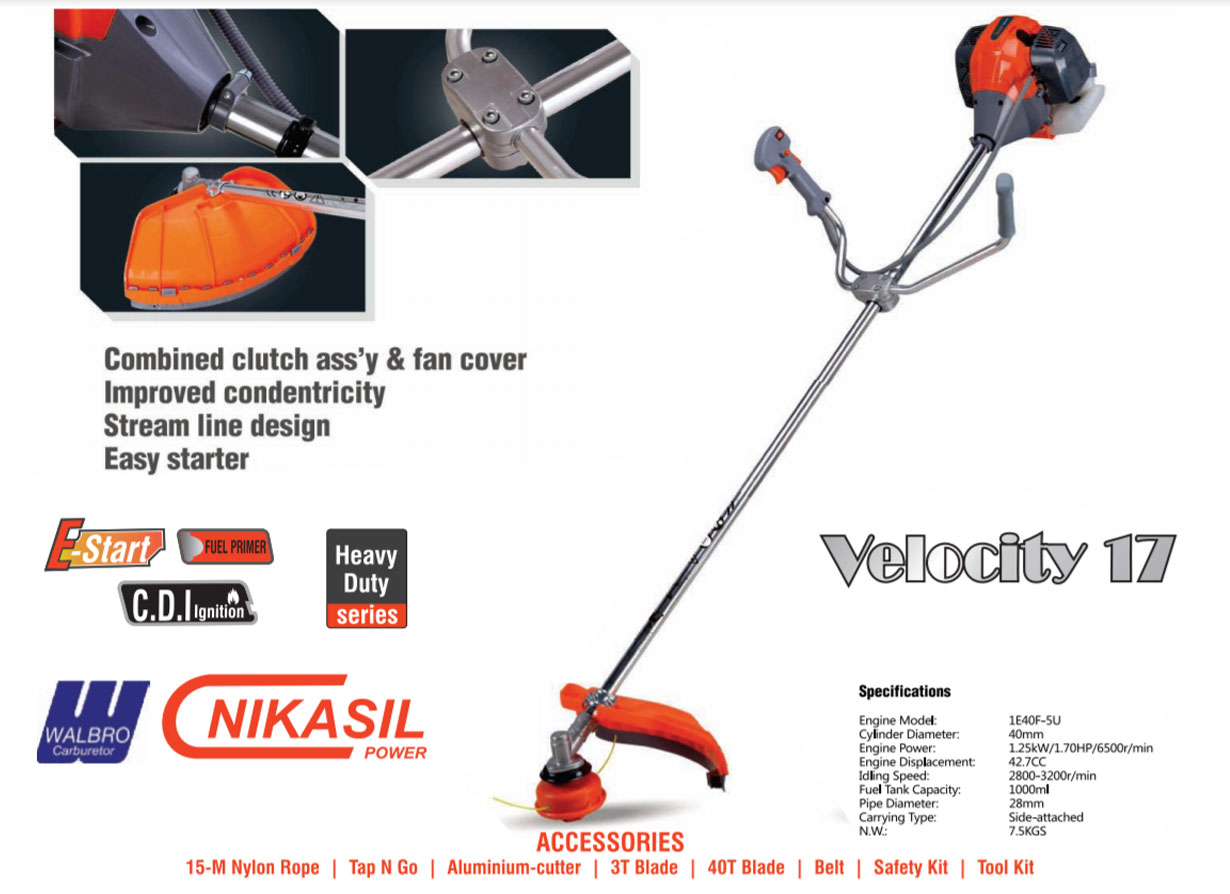 Combined clutch ass'y & fan cover
Improved condentricity
Stream line design
Easy starter
E-Start
FUEL PRIMER
C.D.I Ignition
Heavy
Duty
series
Velocity 17
WALBRO
Carburetor
NIKASIL
POWER
Specifications
Engine Model: 1E40F-5U
Cylinder Diameter: 40mm
Engine Power: 1.25kW/1.70HP/6500r/min
Engine Displacement: 42.7CC
Idling Speed: 2800-3200r/min
Fuel Tank Capacity: 1000ml
Pipe Diameter: 28mm
Carrying Type: Side-attached
N.W.: 7.5KGS
ACCESSORIES
15-M Nylon Rope | Tap N Go | Aluminium-cutter | 3T Blade | 40T Blade | Belt | Safety Kit | Tool Kit